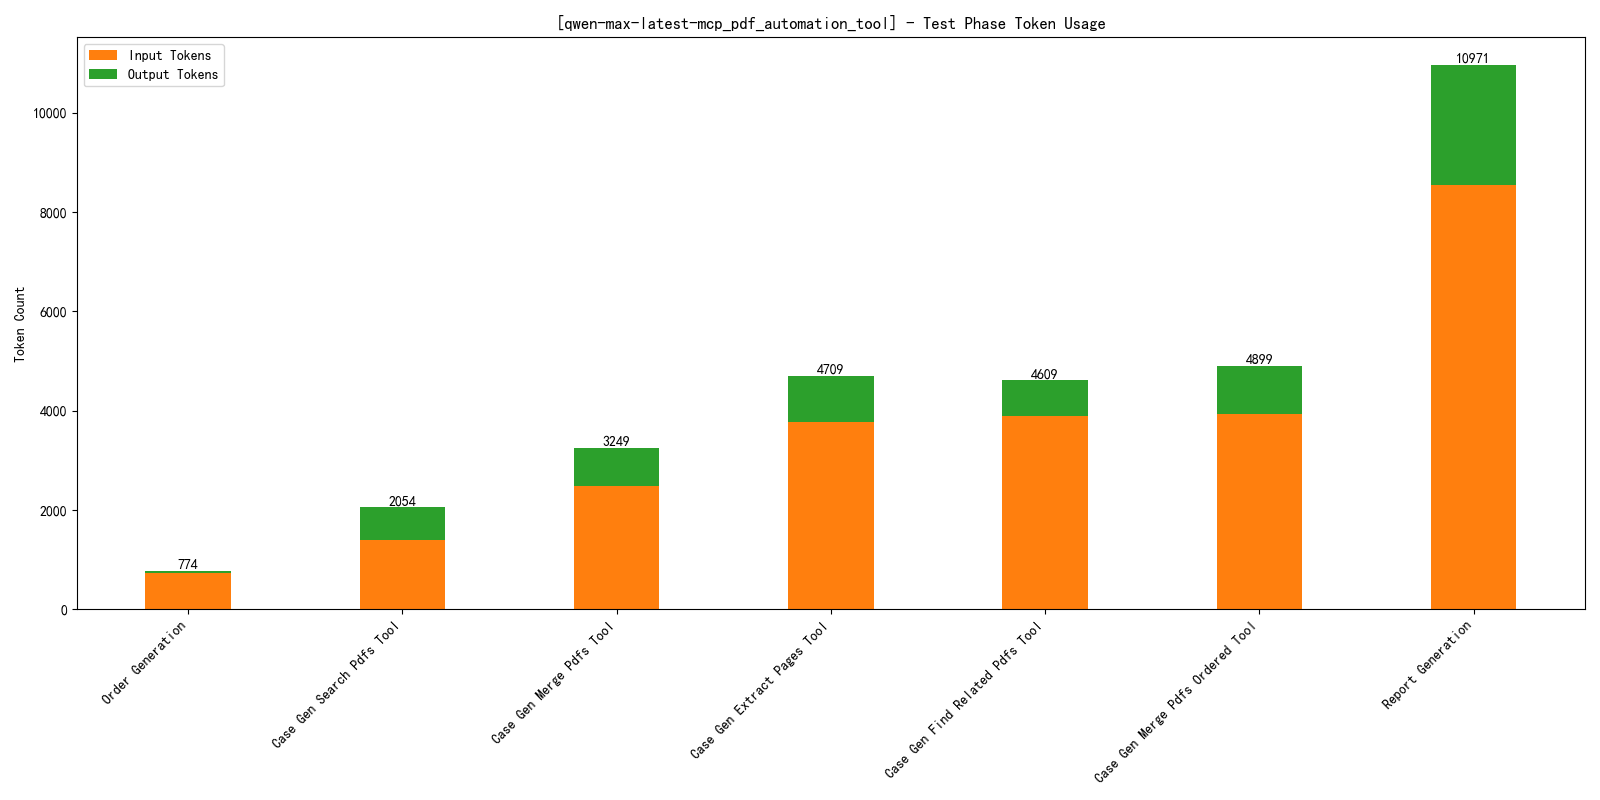 [qwen-max-latest-mcp_pdf_automation_tool] - Test Phase Token Usage
Input Tokens
Output Tokens
Token Count
10000
8000
6000
4000
2000
0
774
2054
3249
4709
4609
4899
10971
Order Generation
Case Gen Search Pdfs Tool
Case Gen Merge Pdfs Tool
Case Gen Extract Pages Tool
Case Gen Find Related Pdfs Tool
Case Gen Merge Pdfs Ordered Tool
Report Generation